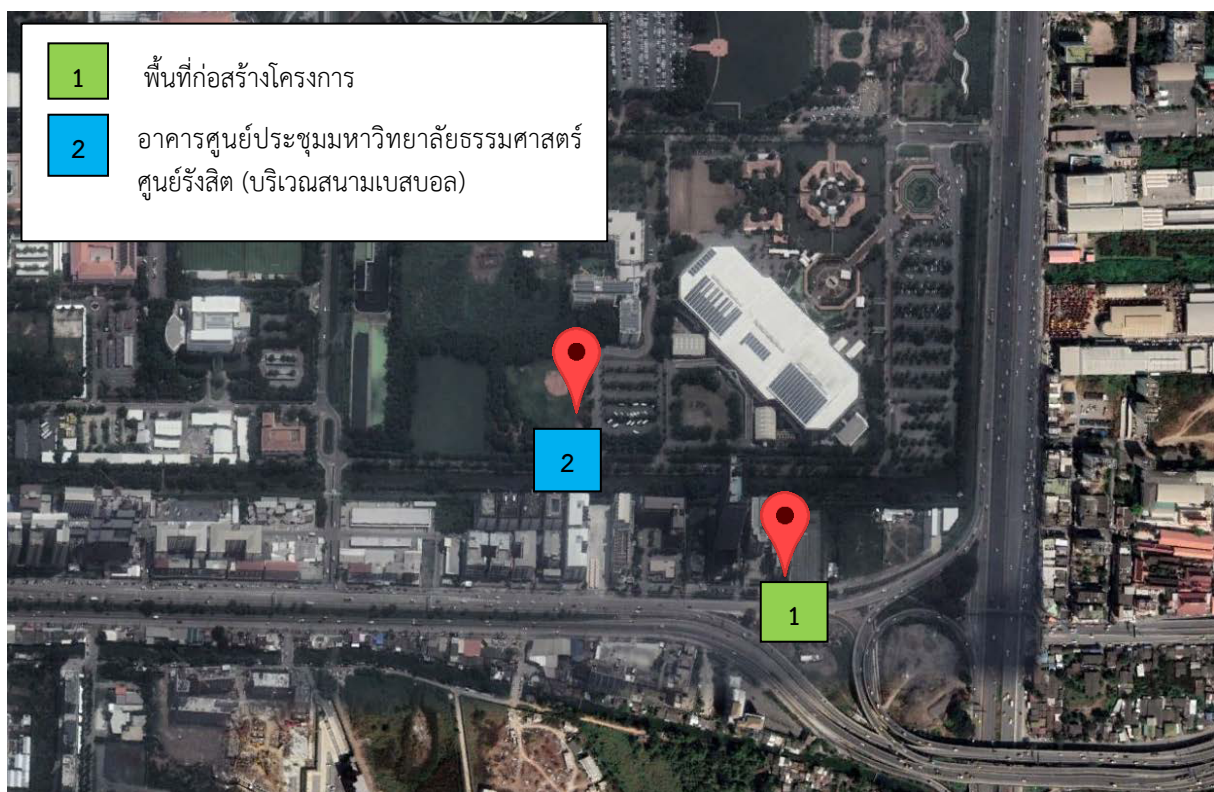 1 พื้นที่ก่อสร้างโครงการ
2 อาคารศูนย์ประชุมมหาวิทยาลัยธรรมศาสตร์
ศูนย์รังสิต (บริเวณสนามเบสบอล)
2
1